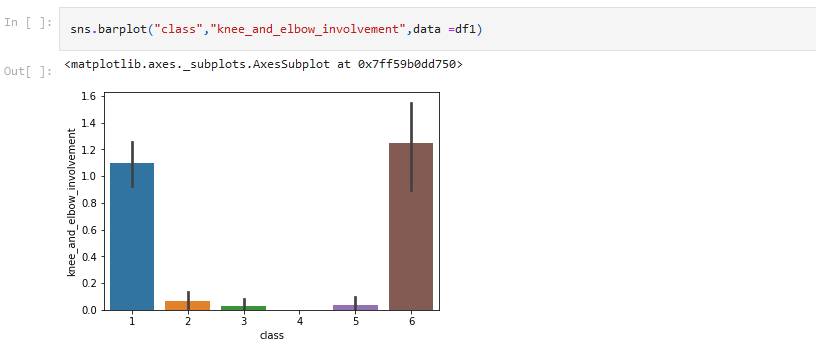 In [ ]:
sns.barplot("class","knee_and_elbow_involvement",data =df1)
Out[ ]:
<matplotlib.axes._subplots.AxesSubplot at 0x7ff59b0dd750>
knee_and_elbow_involvement
1.6
1.4
1.2
1.0
0.8
0.6
0.4
0.2
0.0
1 2 3 4 5 6
class